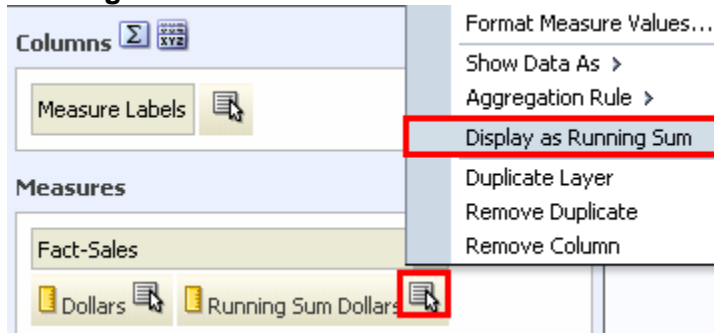 Columns
Measure Labels
Measures
Fact-Sales
Dollars
Running Sum Dollars
Format Measure Values...
Show Data As >
Aggregation Rule >
Display as Running Sum
Duplicate Layer
Remove Duplicate
Remove Column